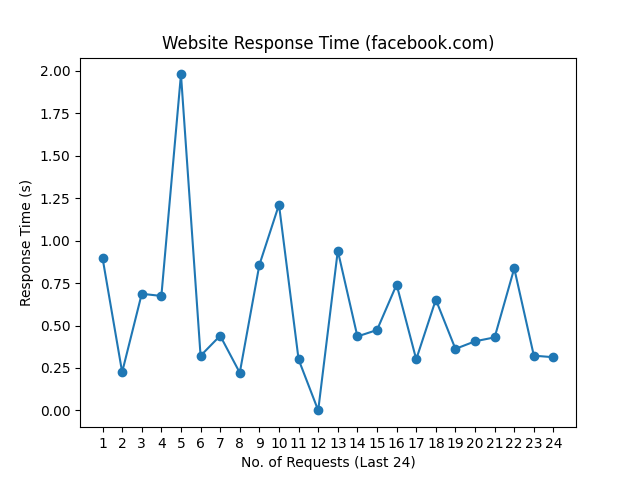 Website Response Time (facebook.com)
2.00
1.75
1.50
1.25
1.00
0.75
0.50
0.25
0.00
Response Time (s)
1 2 3 4 5 6 7 8 9 10 11 12 13 14 15 16 17 18 19 20 21 22 23 24
No. of Requests (Last 24)